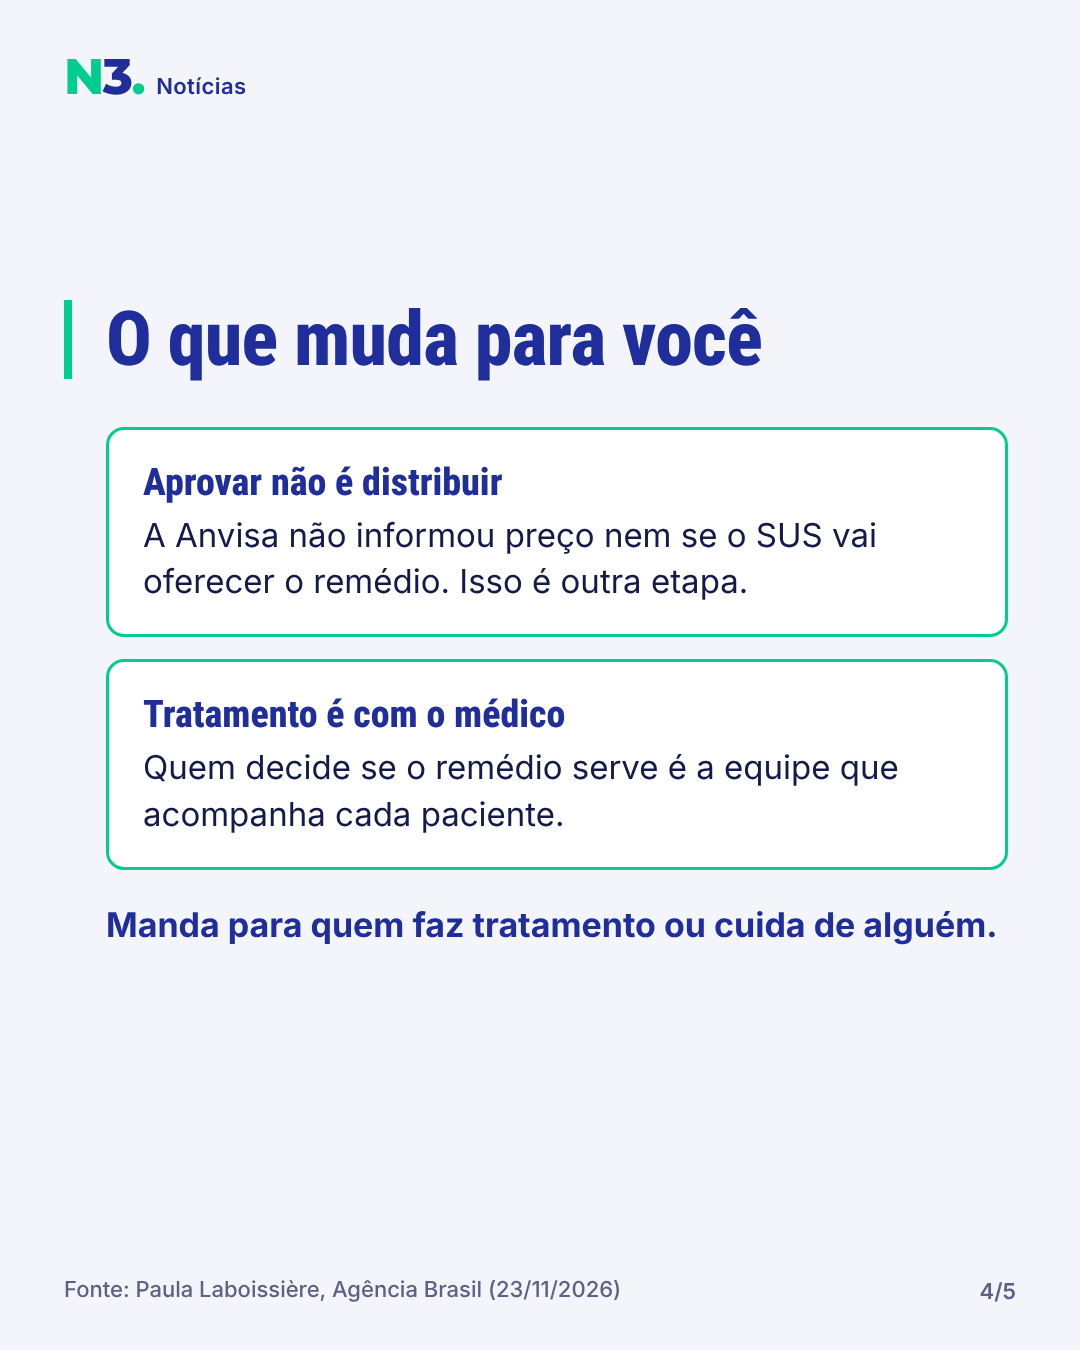 N3. Notícias
O que muda para você
Aprovar não é distribuir
A Anvisa não informou preço nem se o SUS vai
oferecer o remédio. Isso é outra etapa.
Tratamento é com o médico
Quem decide se o remédio serve é a equipe que
acompanha cada paciente.
Manda para quem faz tratamento ou cuida de alguém.
Fonte: Paula Laboissière, Agência Brasil (23/11/2026)
4/5